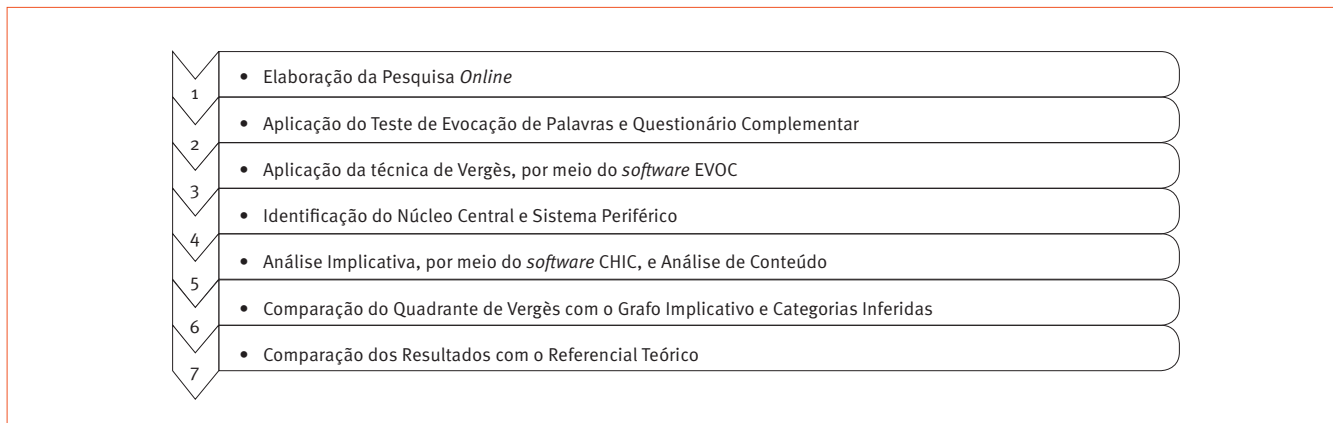 1 • Elaboração da Pesquisa Online
2 • Aplicação do Teste de Evocação de Palavras e Questionário Complementar
3 • Aplicação da técnica de Vergès, por meio do software EVOC
4 • Identificação do Núcleo Central e Sistema Periférico
5 • Análise Implicativa, por meio do software CHIC, e Análise de Conteúdo
6 • Comparação do Quadrante de Vergès com o Grafo Implicativo e Categorias Inferidas
7 • Comparação dos Resultados com o Referencial Teórico